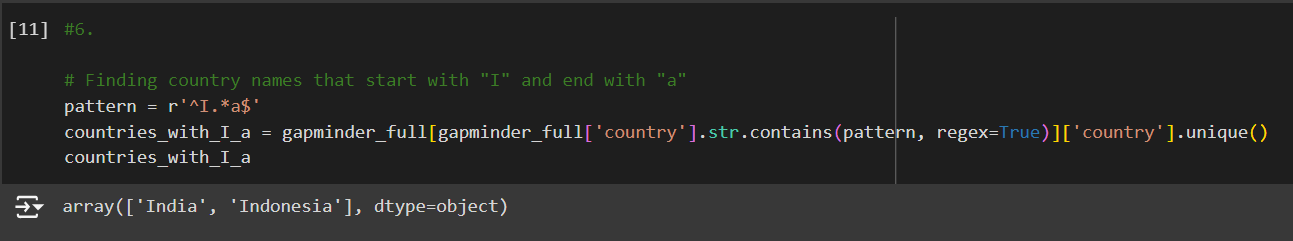 [11] #6.
# Finding country names that start with "I" and end with "a"
pattern = r'^I.*a$'
countries_with_I_a = gapminder_full[gapminder_full['country'].str.contains(pattern, regex=True)]['country'].unique()
countries_with_I_a
array(['India', 'Indonesia'], dtype=object)